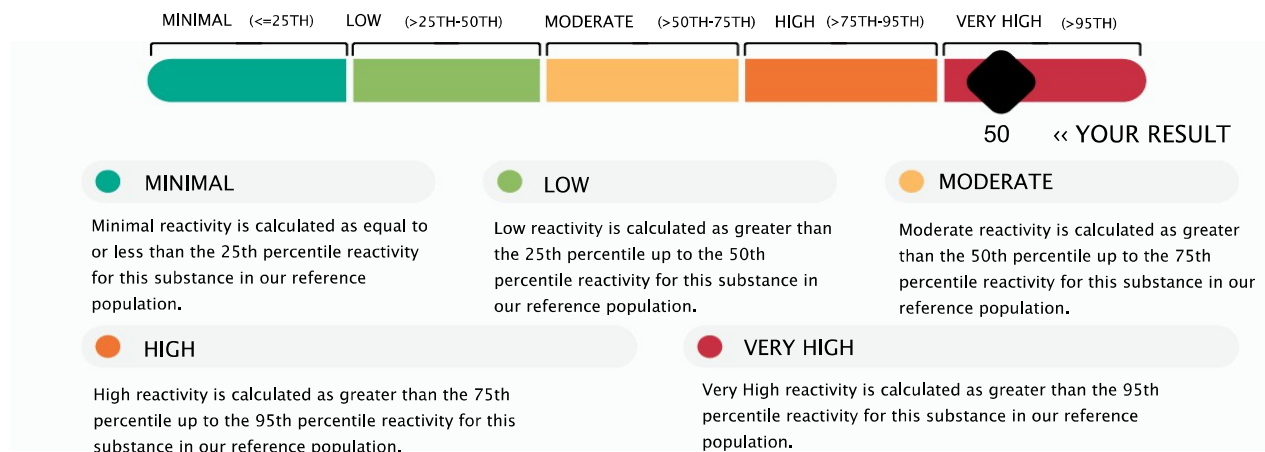 MINIMAL (<=25TH) LOW (>25TH-50TH) MODERATE (>50TH-75TH) HIGH (>75TH-95TH) VERY HIGH (>95TH)
50 ‹‹ YOUR RESULT
MINIMAL
Minimal reactivity is calculated as equal to
or less than the 25th percentile reactivity
for this substance in our reference
population.
LOW
Low reactivity is calculated as greater than
the 25th percentile up to the 50th
percentile reactivity for this substance in
our reference population.
MODERATE
Moderate reactivity is calculated as greater
than the 50th percentile up to the 75th
percentile reactivity for this substance in our
reference population.
HIGH
High reactivity is calculated as greater than the 75th
percentile up to the 95th percentile reactivity for this
substance in our reference population.
VERY HIGH
Very High reactivity is calculated as greater than the 95th
percentile reactivity for this substance in our reference
population.